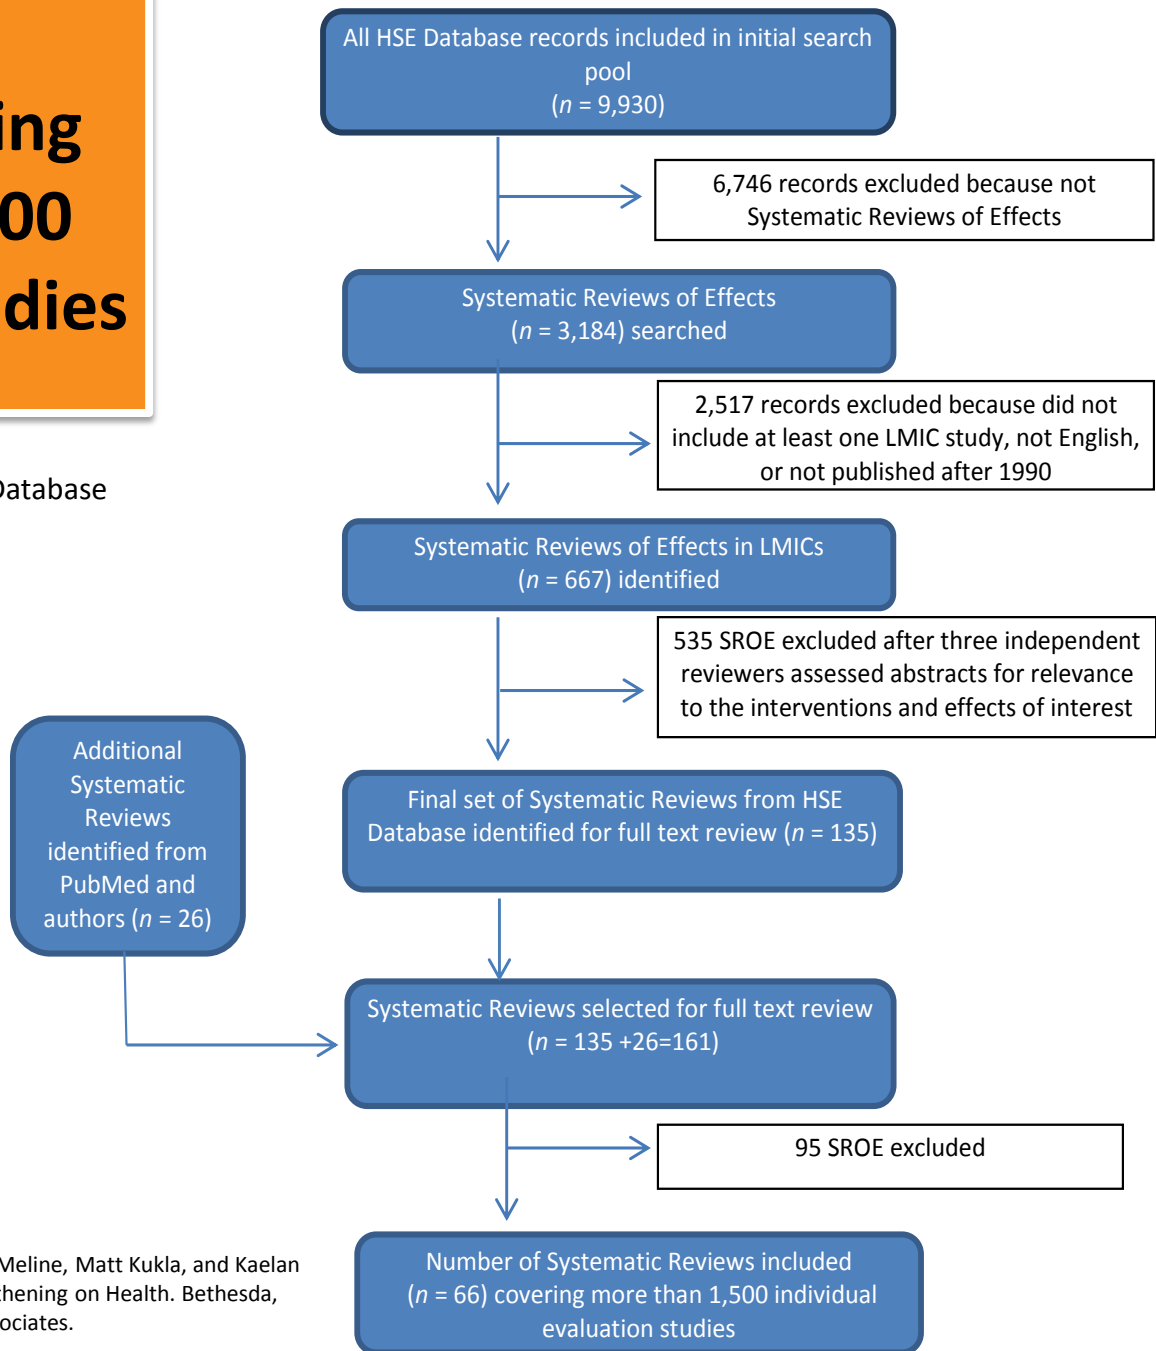 All HSE Database records included in initial search
pool
(n = 9,930)
ing
00
dies
6,746 records excluded because not
Systematic Reviews of Effects
Systematic Reviews of Effects
(n = 3,184) searched
2,517 records excluded because did not
include at least one LMIC study, not English,
or not published after 1990
Database
Systematic Reviews of Effects in LMICs
(n = 667) identified
535 SROE excluded after three independent
reviewers assessed abstracts for relevance
to the interventions and effects of interest
Additional
Systematic
Reviews
identified from
PubMed and
authors (n = 26)
Final set of Systematic Reviews from HSE
Database identified for full text review (n = 135)
Systematic Reviews selected for full text review
(n = 135 +26=161)
95 SROE excluded
Meline, Matt Kukla, and Kaelan
thening on Health. Bethesda,
ociates.
Number of Systematic Reviews included
(n = 66) covering more than 1,500 individual
evaluation studies